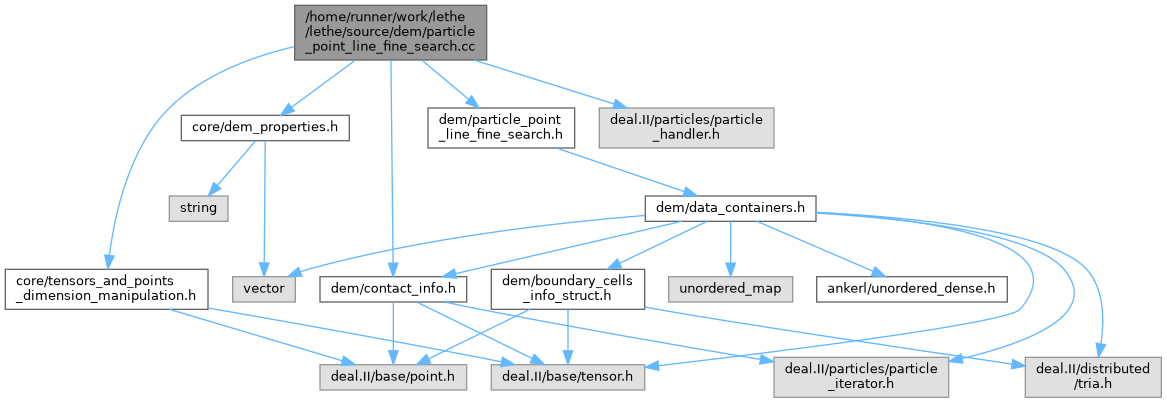 /home/runner/work/lethe
/lethe/source/dem/particle
_point_line_fine_search.cc
core/dem_properties.h
dem/particle_point
_line_fine_search.h
deal.II/particles/particle
_handler.h
string
dem/data_containers.h
core/tensors_and_points
_dimension_manipulation.h
vector
dem/contact_info.h
dem/boundary_cells
_info_struct.h
unordered_map
ankerl/unordered_dense.h
deal.II/base/point.h
deal.II/base/tensor.h
deal.II/particles/particle
_iterator.h
deal.II/distributed
/tria.h